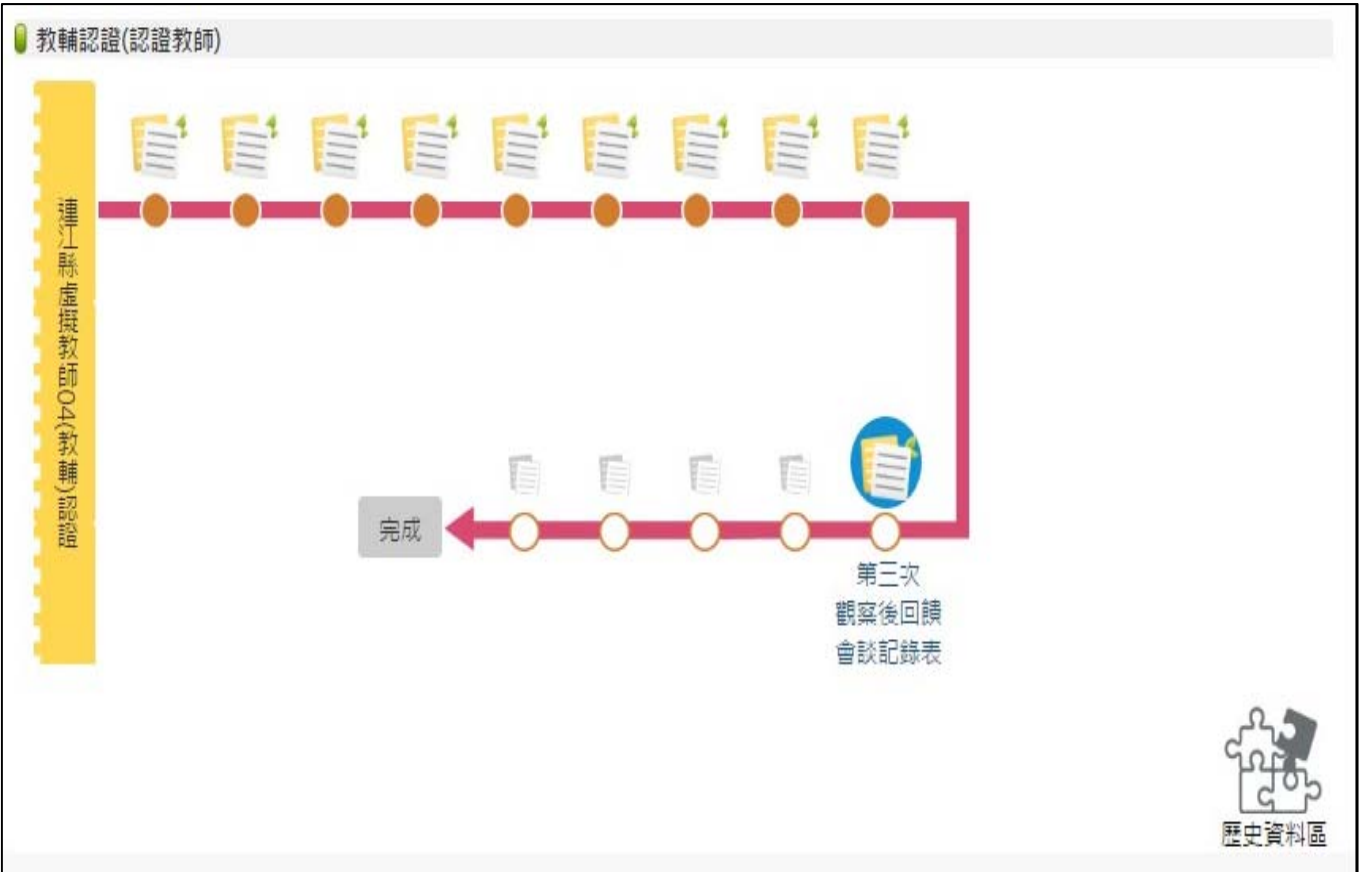 教輔認證(認證教師)
連江縣虛擬教師04(教輔)認證
完成
第三次
觀察後回饋
會談記錄表
歷史資料區